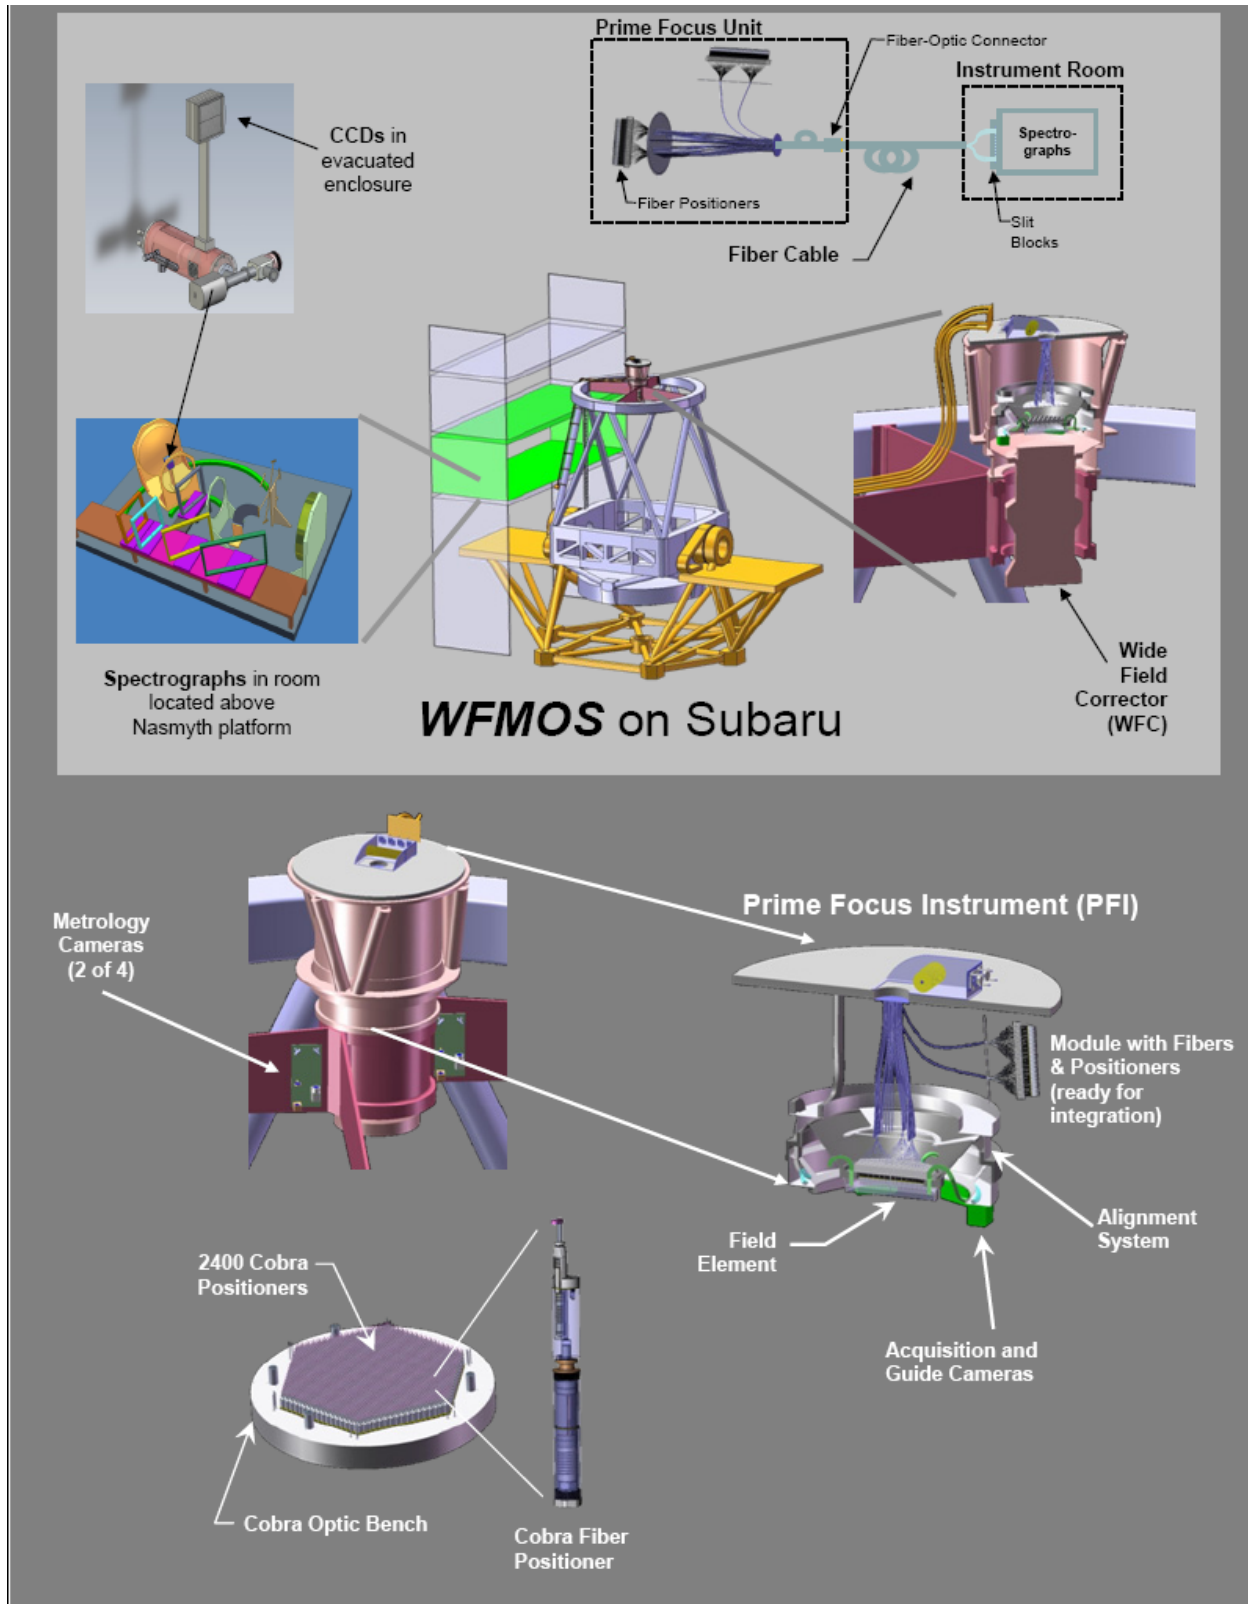 Prime Focus Unit
Fiber-Optic Connector
Instrument Room
CCDs in
evacuated
enclosure
Spectro-
graphs
Fiber Positioners
Slit
Blocks
Fiber Cable
Spectrographs in room
located above
Nasmyth platform
WFMOS on Subaru
Wide
Field
Corrector
(WFC)
Metrology
Cameras
(2 of 4)
Prime Focus Instrument (PFI)
Module with Fibers
& Positioners
(ready for
integration)
Field
Element
Alignment
System
Acquisition and
Guide Cameras
2400 Cobra
Positioners
Cobra Optic Bench
Cobra Fiber
Positioner